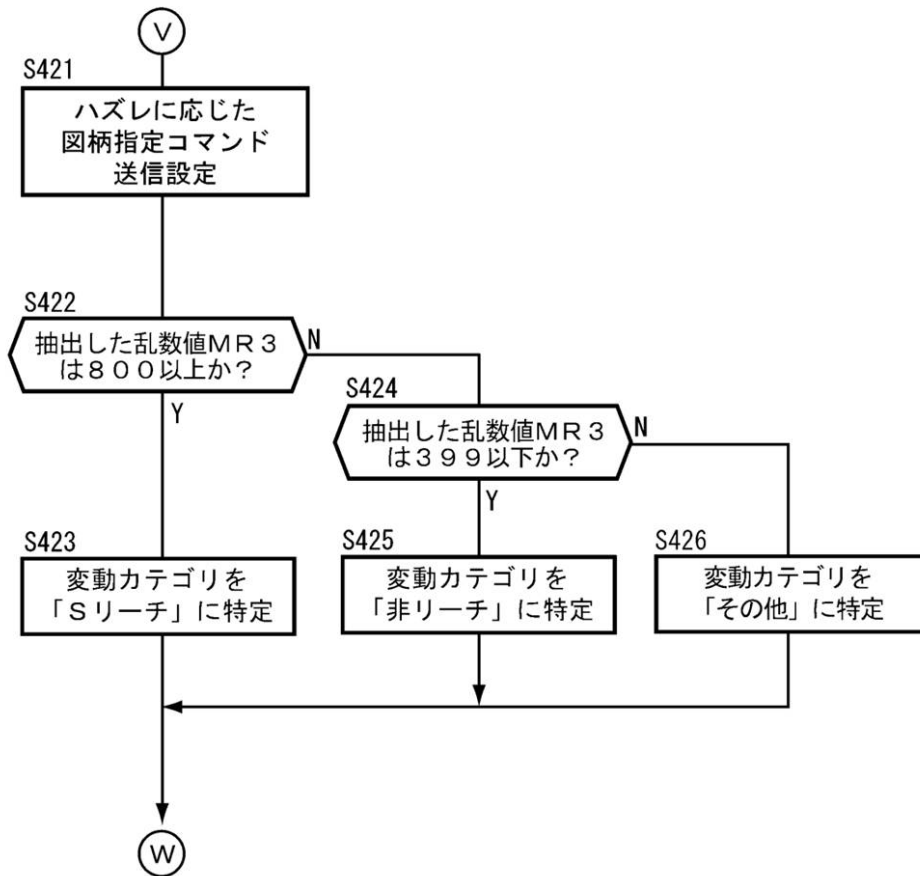 V
S421
ハズレに応じた
図柄指定コマンド
送信設定
S422
抽出した乱数値MR3
は800以上か？
N
Y
S424
抽出した乱数値MR3
は399以下か？
N
Y
S423
変動カテゴリを
「Sリーチ」に特定
S425
変動カテゴリを
「非リーチ」に特定
S426
変動カテゴリを
「その他」に特定
W